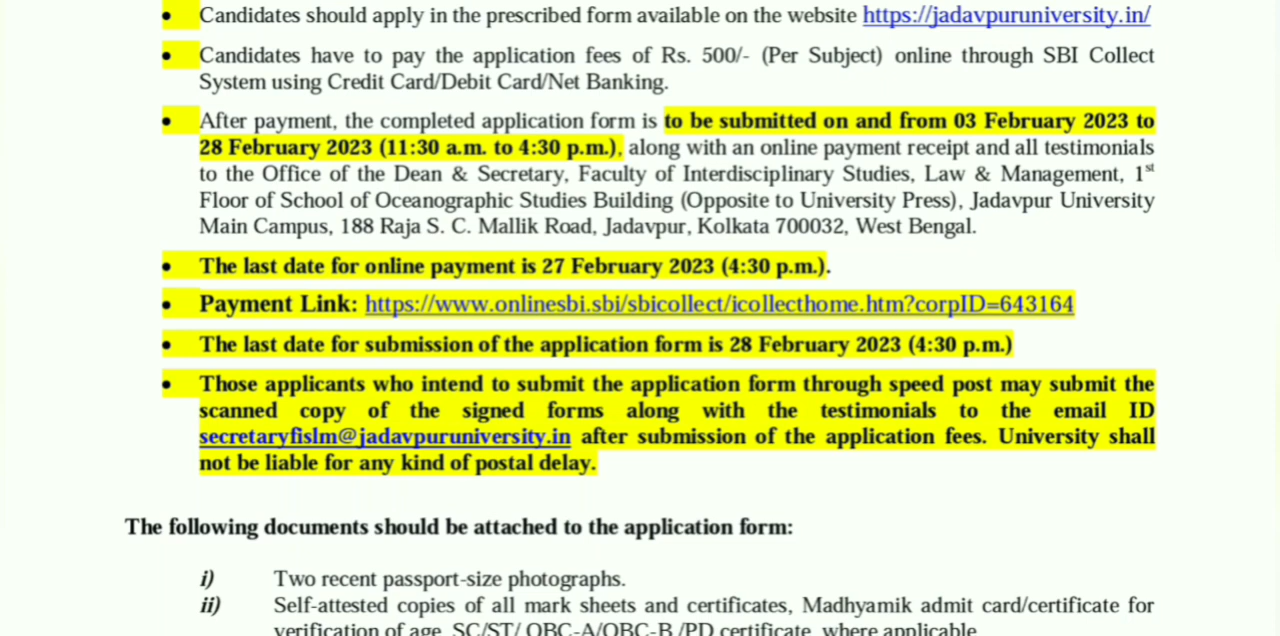 • Candidates should apply in the prescribed form available on the website https://jadavpuruniversity.in/
• Candidates have to pay the application fees of Rs. 500/- (Per Subject) online through SBI Collect
System using Credit Card/Debit Card/Net Banking.
• After payment, the completed application form is to be submitted on and from 03 February 2023 to
28 February 2023 (11:30 a.m. to 4:30 p.m.), along with an online payment receipt and all testimonials
to the Office of the Dean & Secretary, Faculty of Interdisciplinary Studies, Law & Management, 1st
Floor of School of Oceanographic Studies Building (Opposite to University Press), Jadavpur University
Main Campus, 188 Raja S. C. Mallik Road, Jadavpur, Kolkata 700032, West Bengal.
• The last date for online payment is 27 February 2023 (4:30 p.m.).
• Payment Link: https://www.onlinesbi.sbi/sbicollect/icollecthome.htm?corpID=643164
• The last date for submission of the application form is 28 February 2023 (4:30 p.m.)
• Those applicants who intend to submit the application form through speed post may submit the
scanned copy of the signed forms along with the testimonials to the email ID
secretaryfislm@jadavpuruniversity.in after submission of the application fees. University shall
not be liable for any kind of postal delay.
The following documents should be attached to the application form:
i) Two recent passport-size photographs.
ii) Self-attested copies of all mark sheets and certificates, Madhyamik admit card/certificate for
verification of age, SC/ST/ OBC-A/OBC-B /PD certificate, where applicable